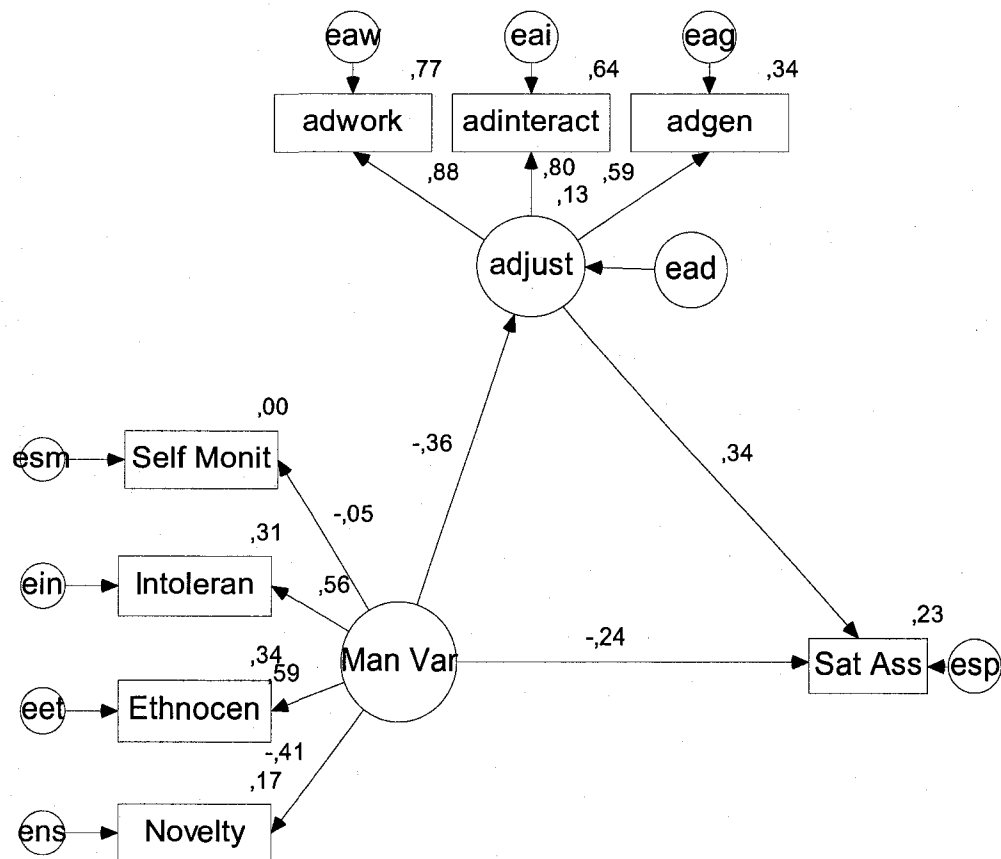 eaw
eai
eag
,77
,64
,34
adwork
adinteract
adgen
,88
,80
,59
,13
adjust
ead
,00
esm
Self Monit
-,36
,34
-,05
,31
ein
Intoleran
,56
,23
-,24
,34
Man Var
Sat Ass
esp
,59
eet
Ethnocen
-,41
,17
ens
Novelty